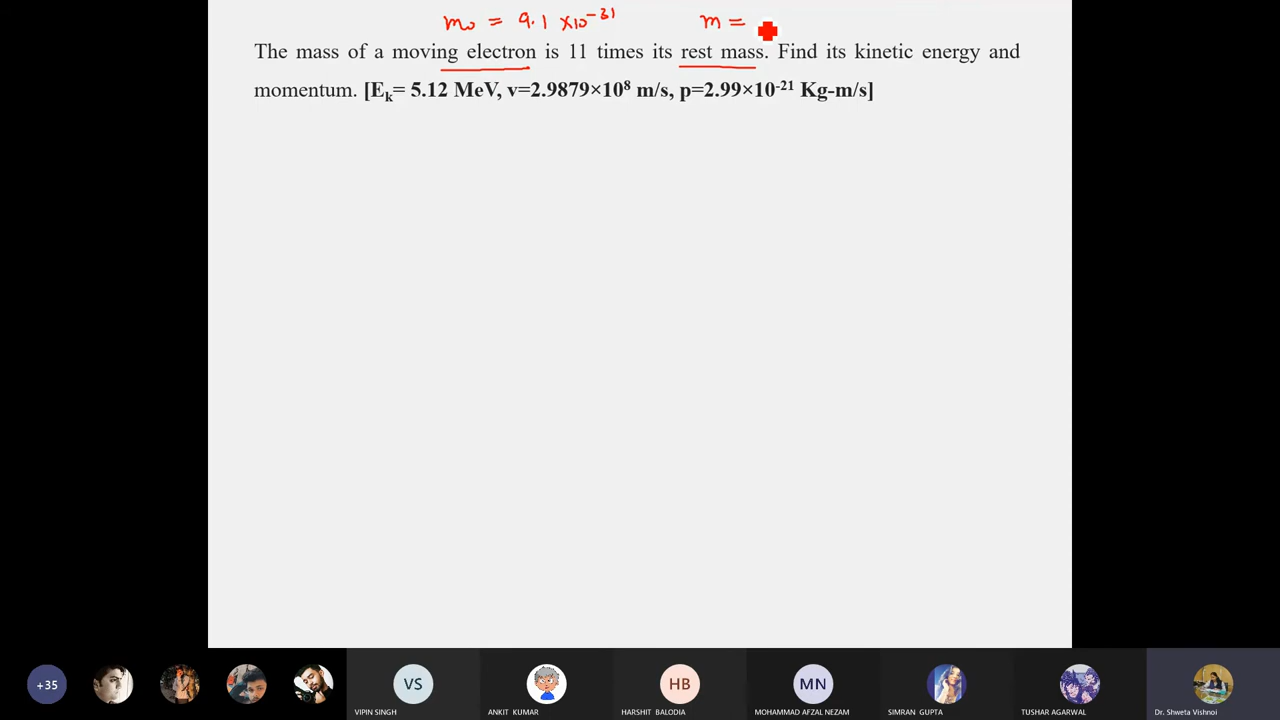 m₀ = 9.1 ×10⁻³¹ m =
The mass of a moving electron is 11 times its rest mass. Find its kinetic energy and
momentum. [Eₖ= 5.12 MeV, v=2.9879×10⁸ m/s, p=2.99×10⁻²¹ Kg-m/s]
+35 VS HB MN
VIPIN SINGH ANKIT KUMAR HARSHIT BALODIA MOHAMMAD AFZAL NEZAM SIMRAN GUPTA TUSHAR AGARWAL Dr. Shweta Vishnoi